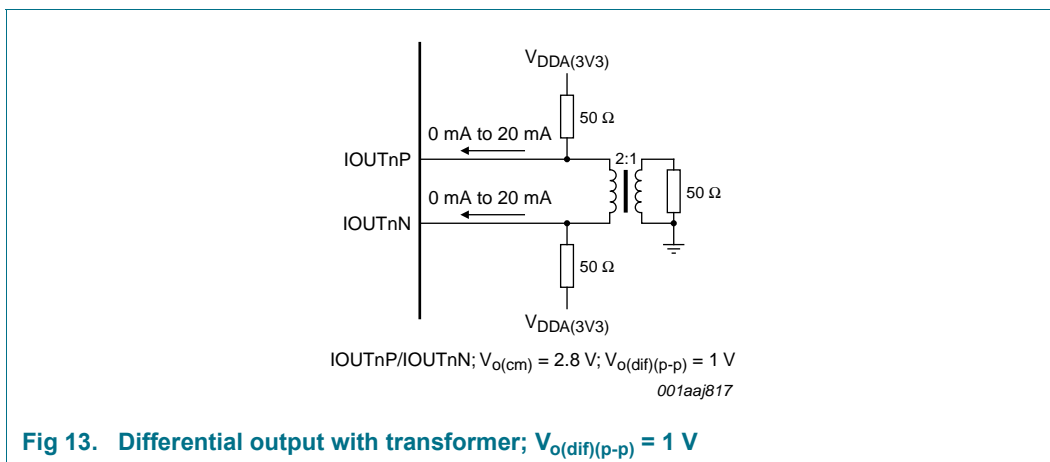 VDDA(3V3)
50 Ω
0 mA to 20 mA
IOUTnP
2:1
0 mA to 20 mA
50 Ω
IOUTnN
50 Ω
VDDA(3V3)
IOUTnP/IOUTnN; Vo(cm) = 2.8 V; Vo(dif)(p-p) = 1 V
001aaj817
Fig 13. Differential output with transformer; Vo(dif)(p-p) = 1 V